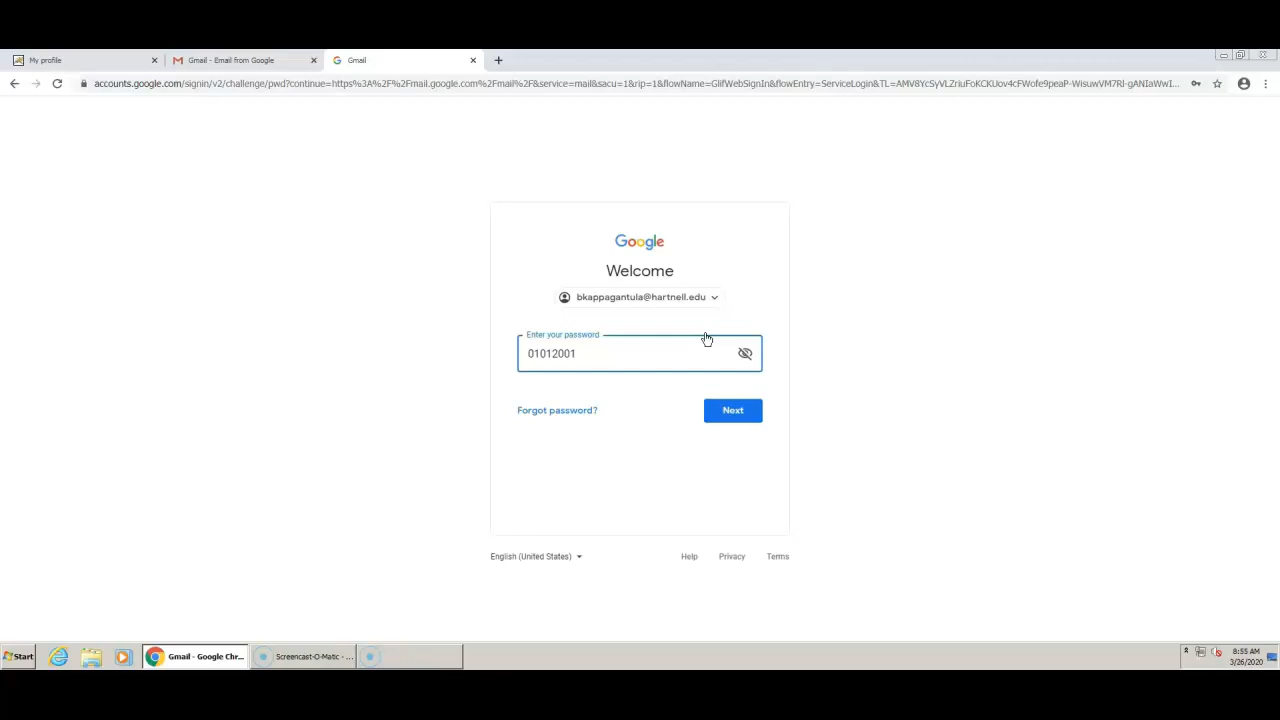 My profile
Gmail - Email from Google
Gmail
Google
Welcome
bkappagantula@hartnell.edu
Enter your password
01012001
Forgot password?
Next
English (United States)
Help
Privacy
Terms
Start
Gmail - Google Chr...
Screencast-O-Matic - ...
8:55 AM
3/26/2020